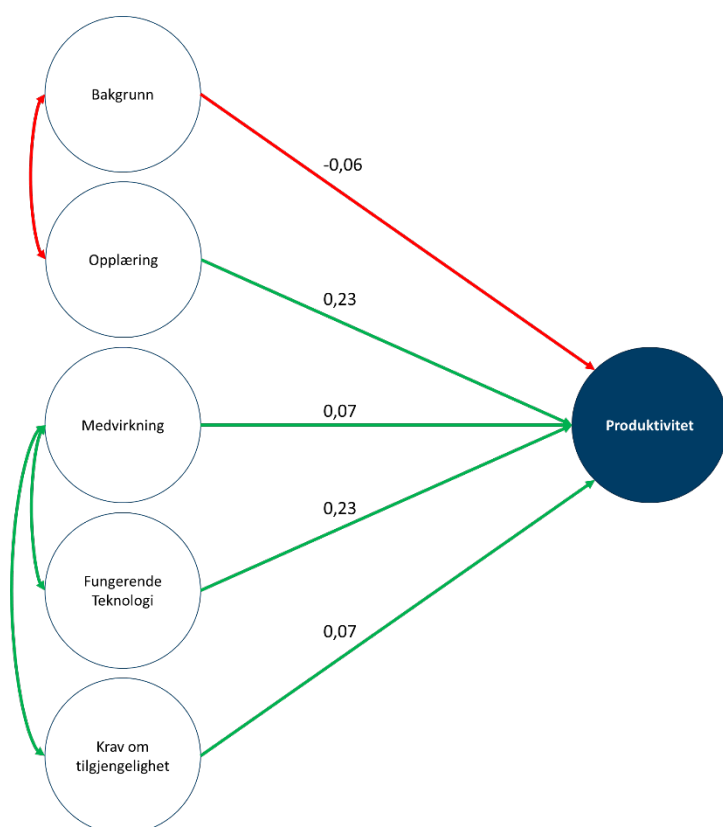 Bakgrunn
-0,06
Opplæring
0,23
Medvirkning
0,07
Produktivitet
0,23
Fungerende
Teknologi
0,07
Krav om
tilgjengelighet